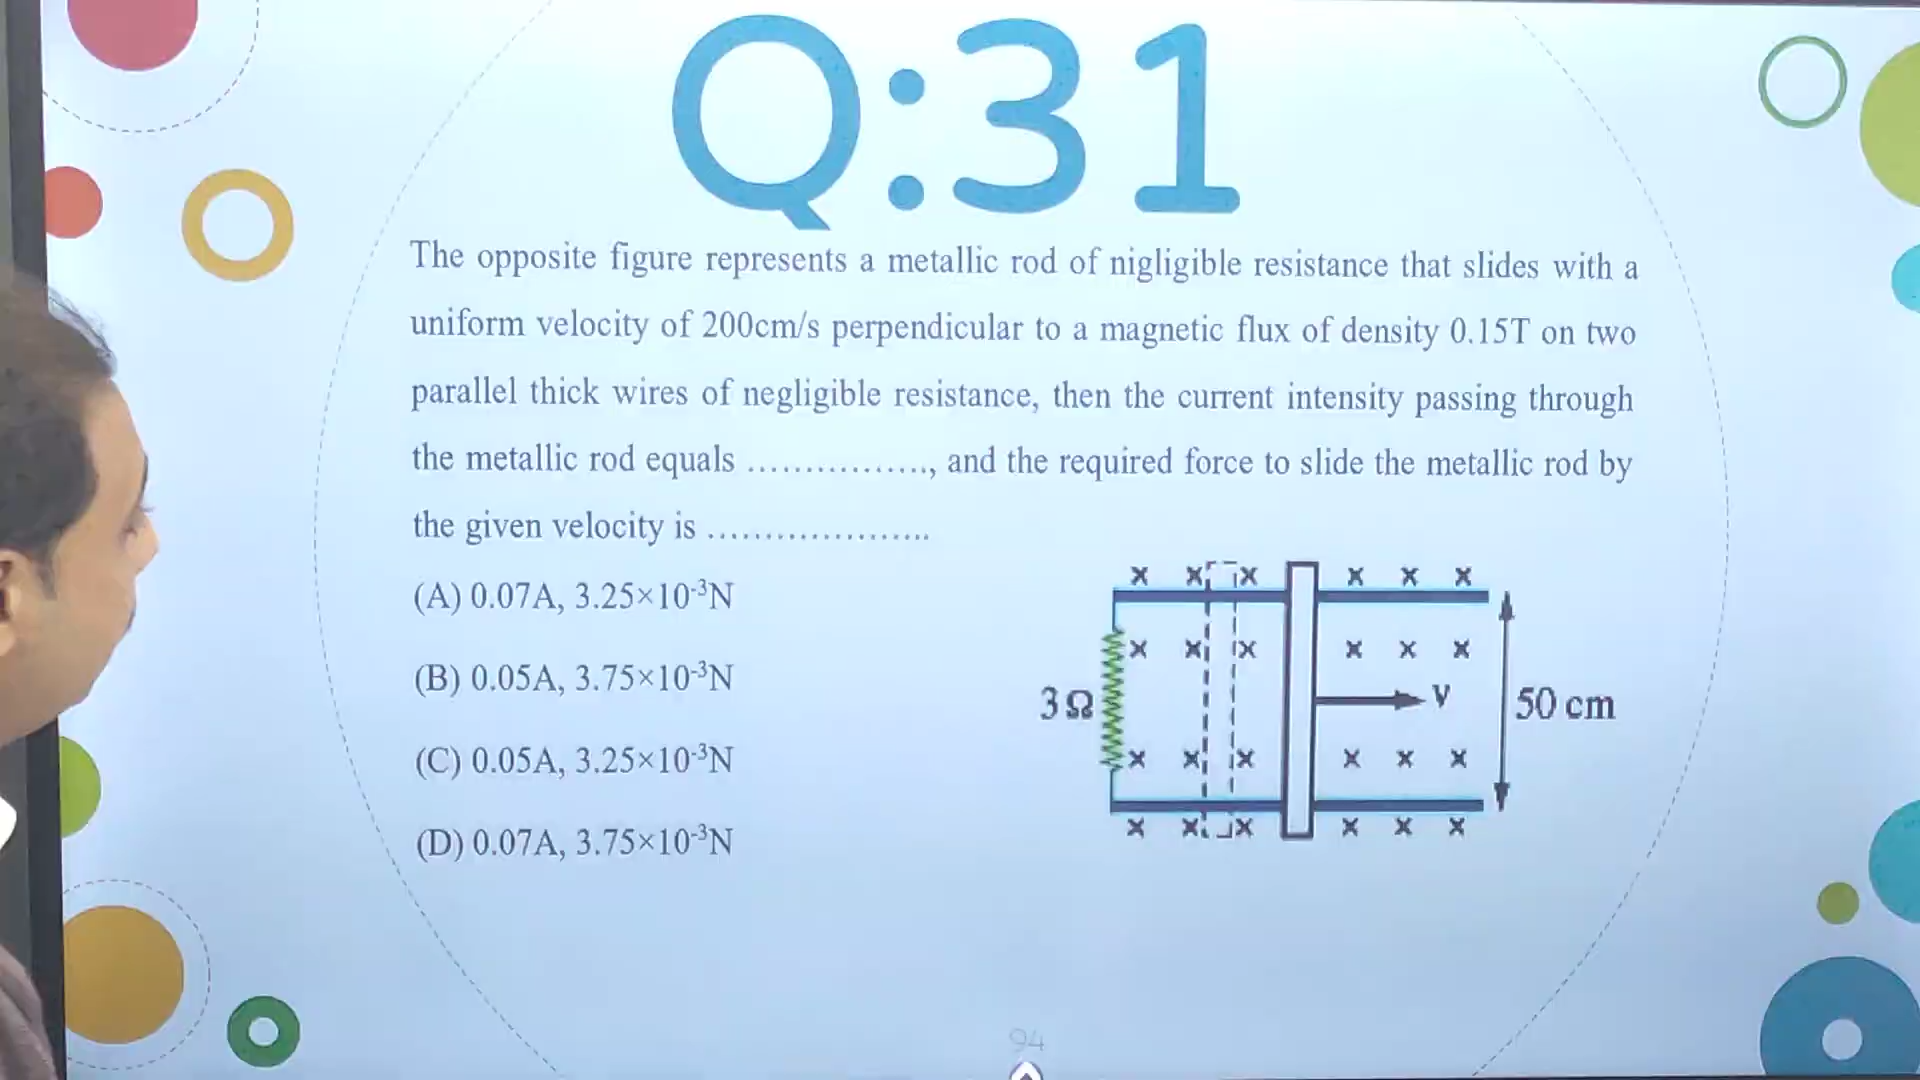 Q:31
The opposite figure represents a metallic rod of nigligible resistance that slides with a
uniform velocity of 200cm/s perpendicular to a magnetic flux of density 0.15T on two
parallel thick wires of negligible resistance, then the current intensity passing through
the metallic rod equals ................, and the required force to slide the metallic rod by
the given velocity is ....................
(A) 0.07A, 3.25×10⁻³N
(B) 0.05A, 3.75×10⁻³N
(C) 0.05A, 3.25×10⁻³N
(D) 0.07A, 3.75×10⁻³N
x x x x x x
x x x x x x
3Ω V 50 cm
x x x x x x
x x x x x x
94